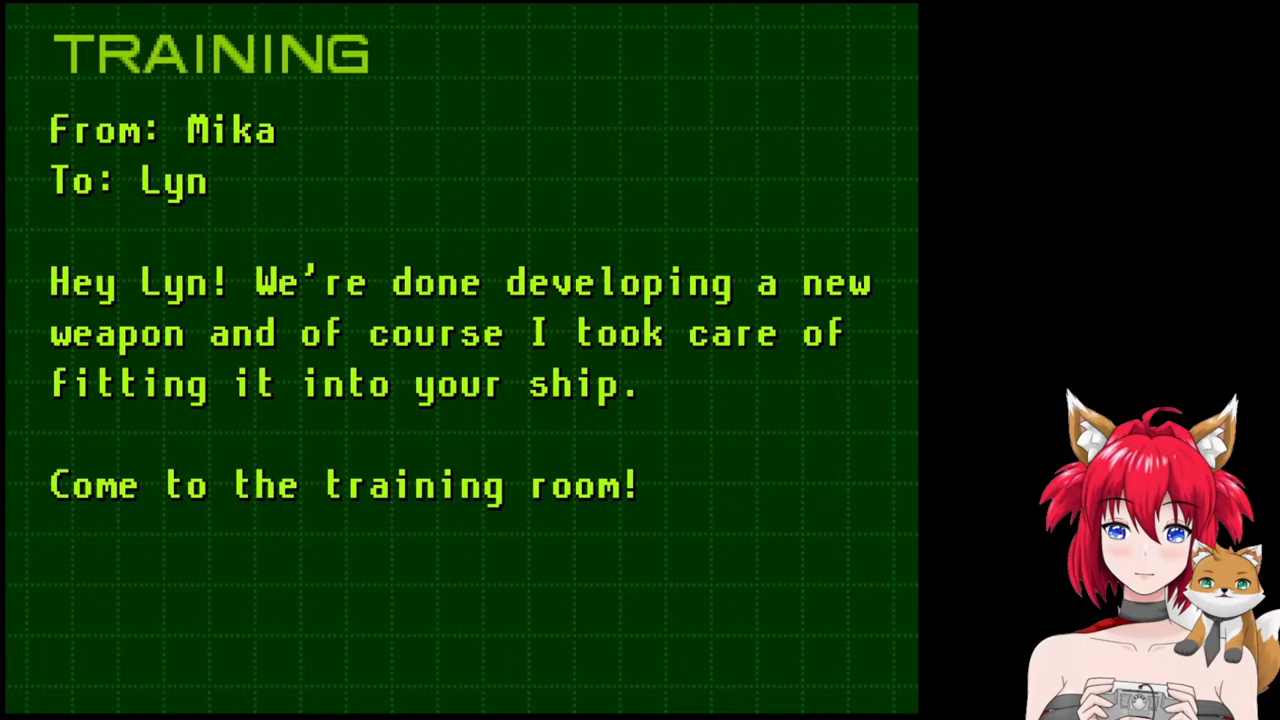 TRAINING
From: Mika
To: Lyn
Hey Lyn! We're done developing a new
weapon and of course I took care of
fitting it into your ship.
Come to the training room!